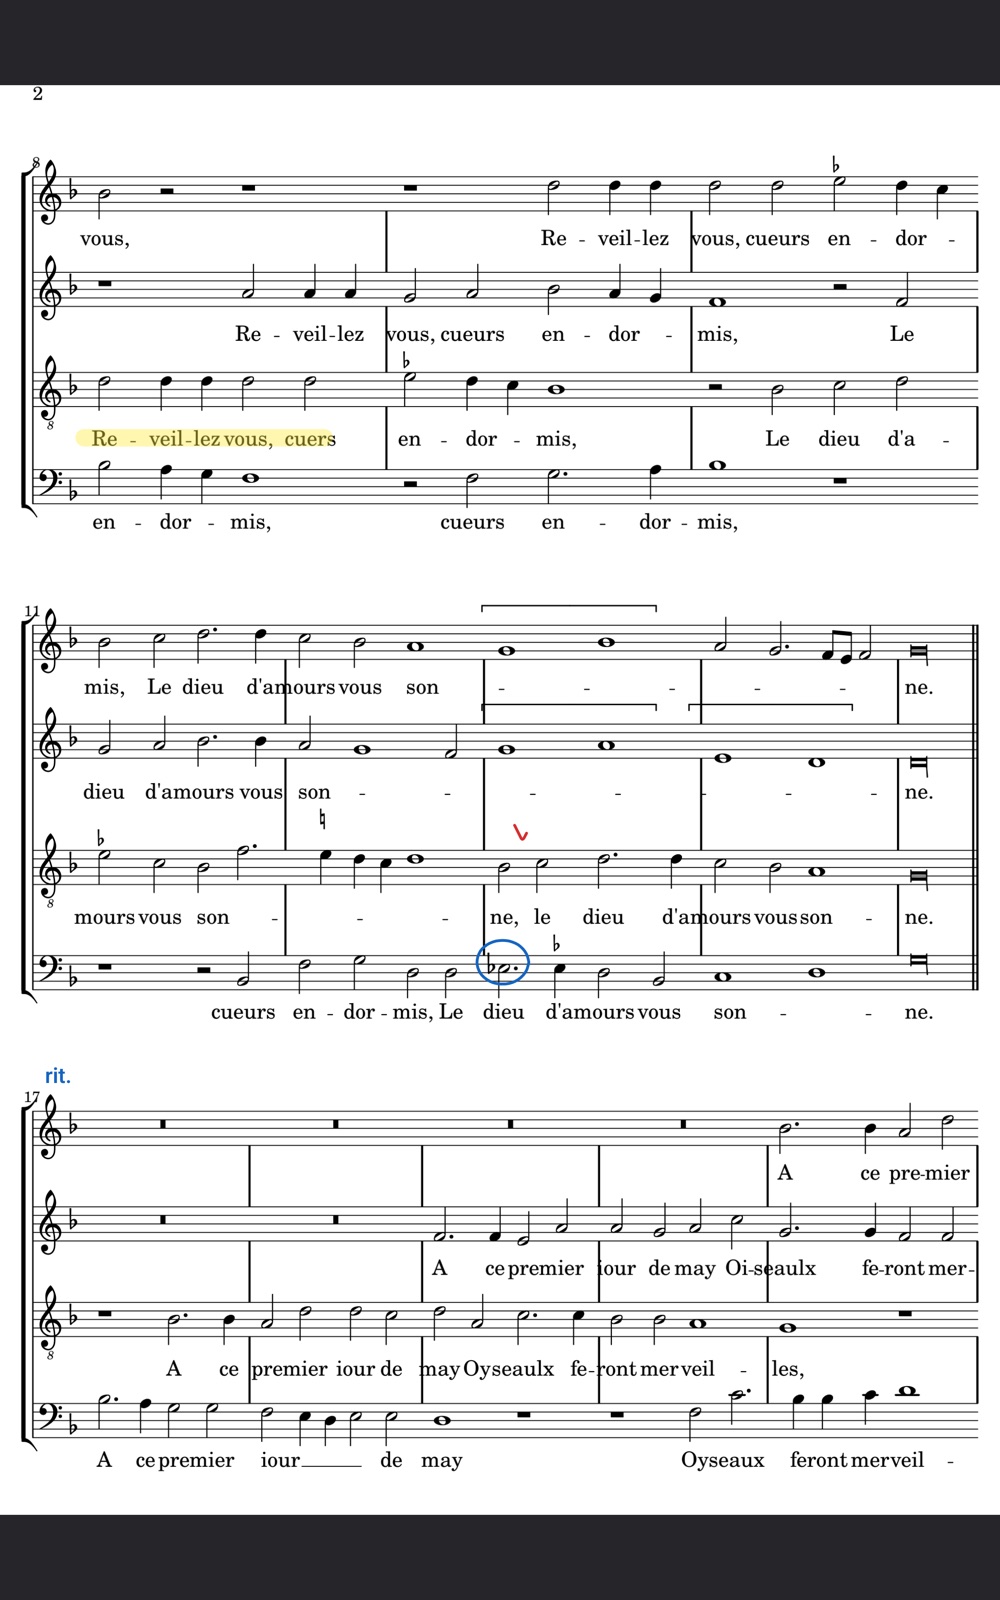 2
8
vous, Re - veil - lez vous, cueurs en - dor -
Re - veil - lez vous, cueurs en - dor - mis, Le
8
Re - veil - lez vous, cuers en - dor - mis, Le dieu d'a -
en - dor - mis, cueurs en - dor - mis,
11
mis, Le dieu d'amours vous son - - - - ne.
dieu d'amours vous son - - - - - - ne.
8
mours vous son - - - ne, le dieu d'amours vous son - ne.
cueurs en - dor - mis, Le dieu d'amours vous son - - ne.
rit.
17
A ce pre-mier
A ce premier iour de may Oi-seaulx fe-ront mer-
8
A ce premier iour de may Oyseaulx fe-ront merveil - les,
A ce premier iour___ de may Oyseaux feront merveil -